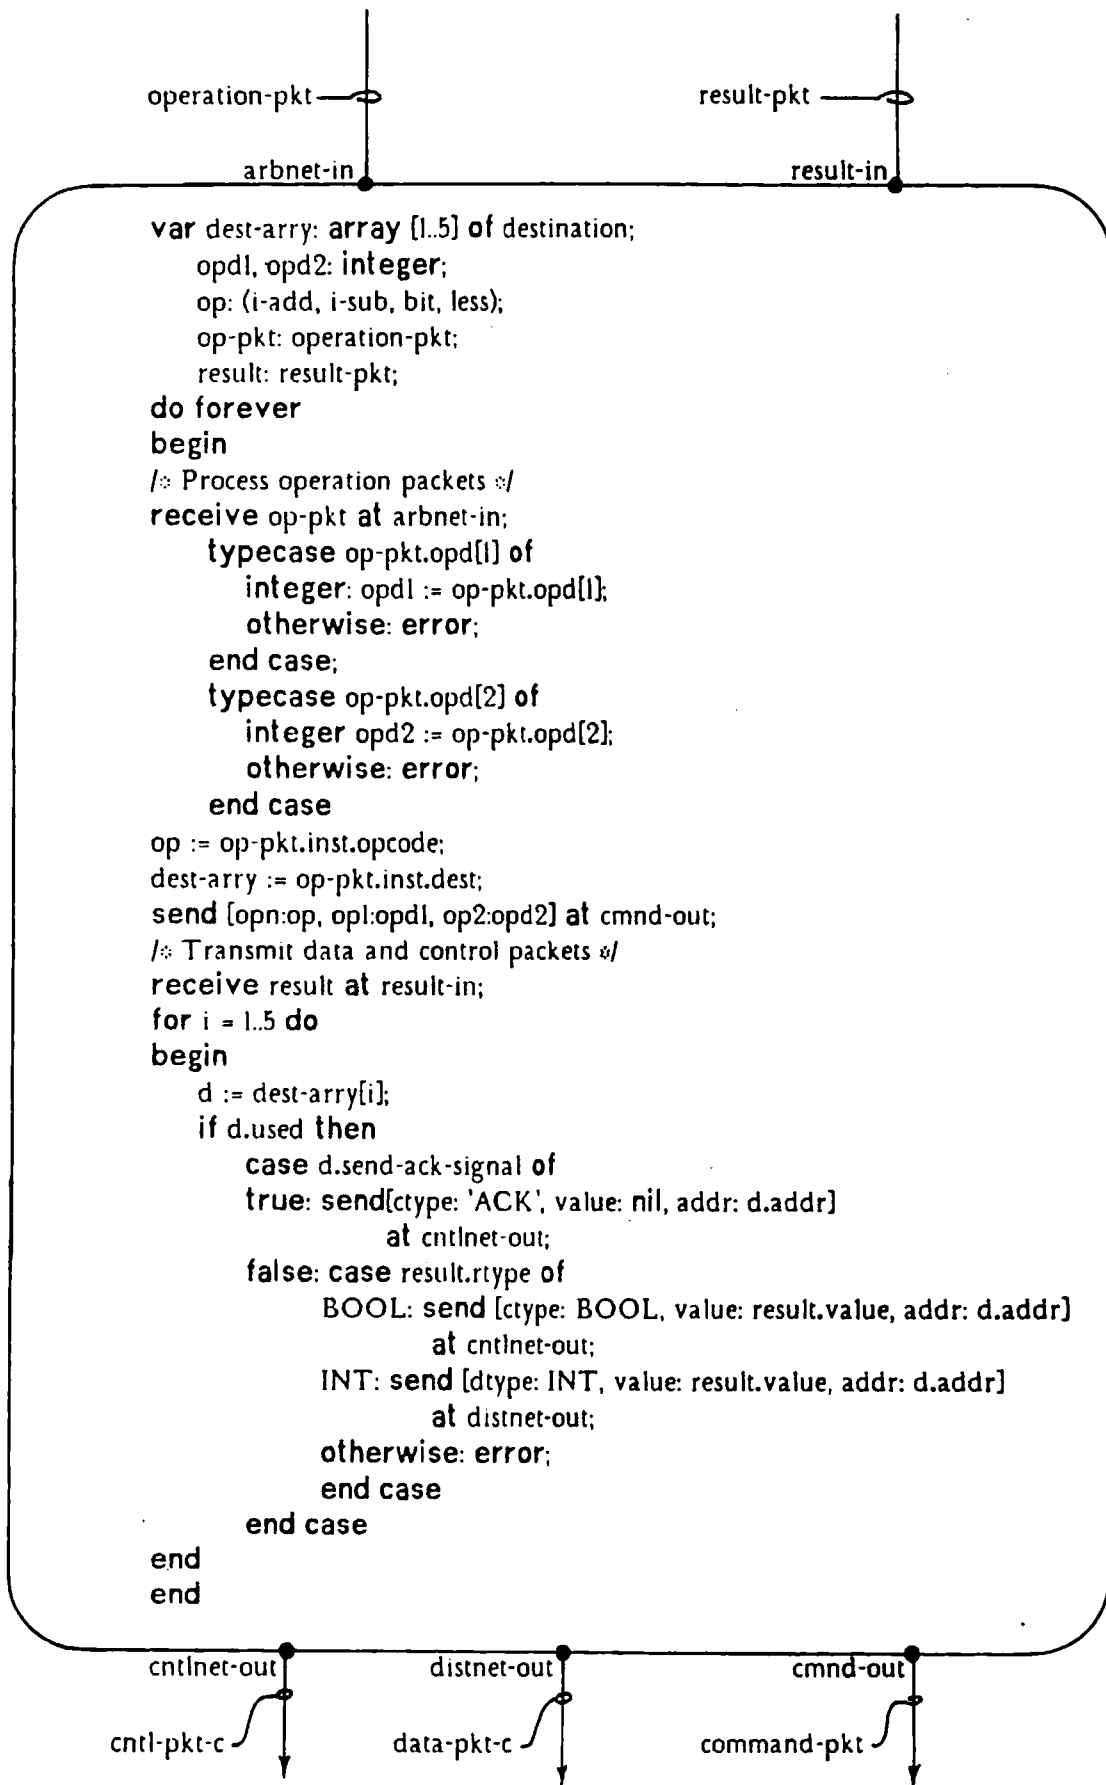 operation-pkt result-pkt
arbnet-in result-in
var dest-arry: array [1..5] of destination;
opd1, opd2: integer;
op: (i-add, i-sub, bit, less);
op-pkt: operation-pkt;
result: result-pkt;
do forever
begin
/* Process operation packets */
receive op-pkt at arbnet-in;
typecase op-pkt.opd[1] of
integer: opd1 := op-pkt.opd[1];
otherwise: error;
end case;
typecase op-pkt.opd[2] of
integer opd2 := op-pkt.opd[2];
otherwise: error;
end case
op := op-pkt.inst.opcode;
dest-arry := op-pkt.inst.dest;
send [opn:op, op1:opd1, op2:opd2] at cmnd-out;
/* Transmit data and control packets */
receive result at result-in;
for i = 1..5 do
begin
d := dest-arry[i];
if d.used then
case d.send-ack-signal of
true: send[ctype: 'ACK', value: nil, addr: d.addr]
at cntlnet-out;
false: case result.rtype of
BOOL: send [ctype: BOOL, value: result.value, addr: d.addr]
at cntlnet-out;
INT: send [dtype: INT, value: result.value, addr: d.addr]
at distnet-out;
otherwise: error;
end case
end case
end
end
cntlnet-out distnet-out cmnd-out
cntl-pkt-c data-pkt-c command-pkt